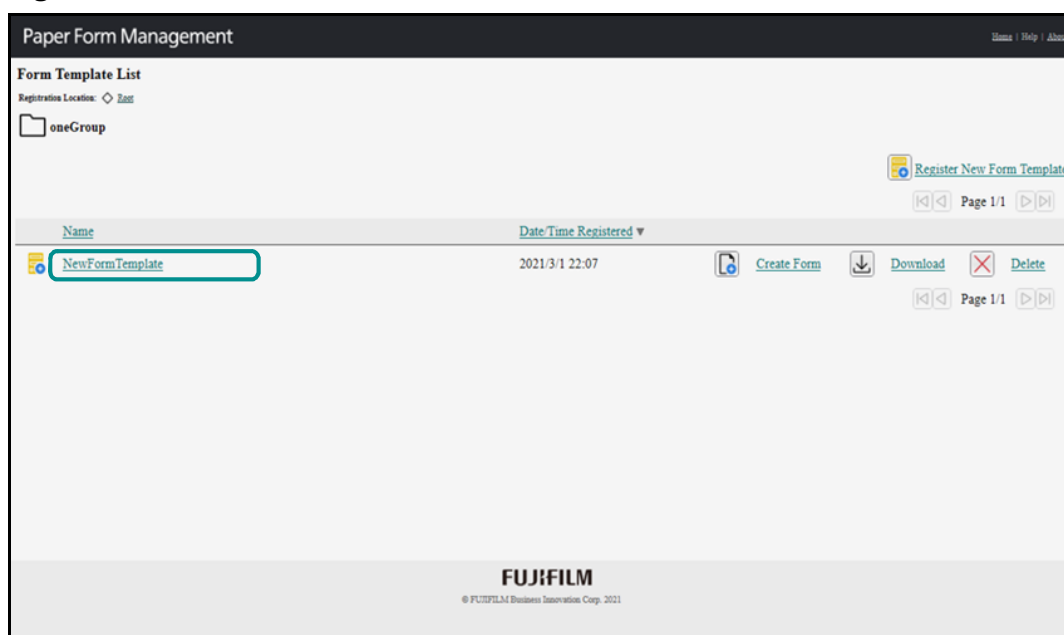 Paper Form Management
Home | Help | Abou
Form Template List
Registration Location: Root
oneGroup
Register New Form Template
Page 1/1
Name Date/Time Registered ▼
NewFormTemplate 2021/3/1 22:07 Create Form Download Delete
Page 1/1
FUJIFILM
© FUJIFILM Business Innovation Corp. 2021